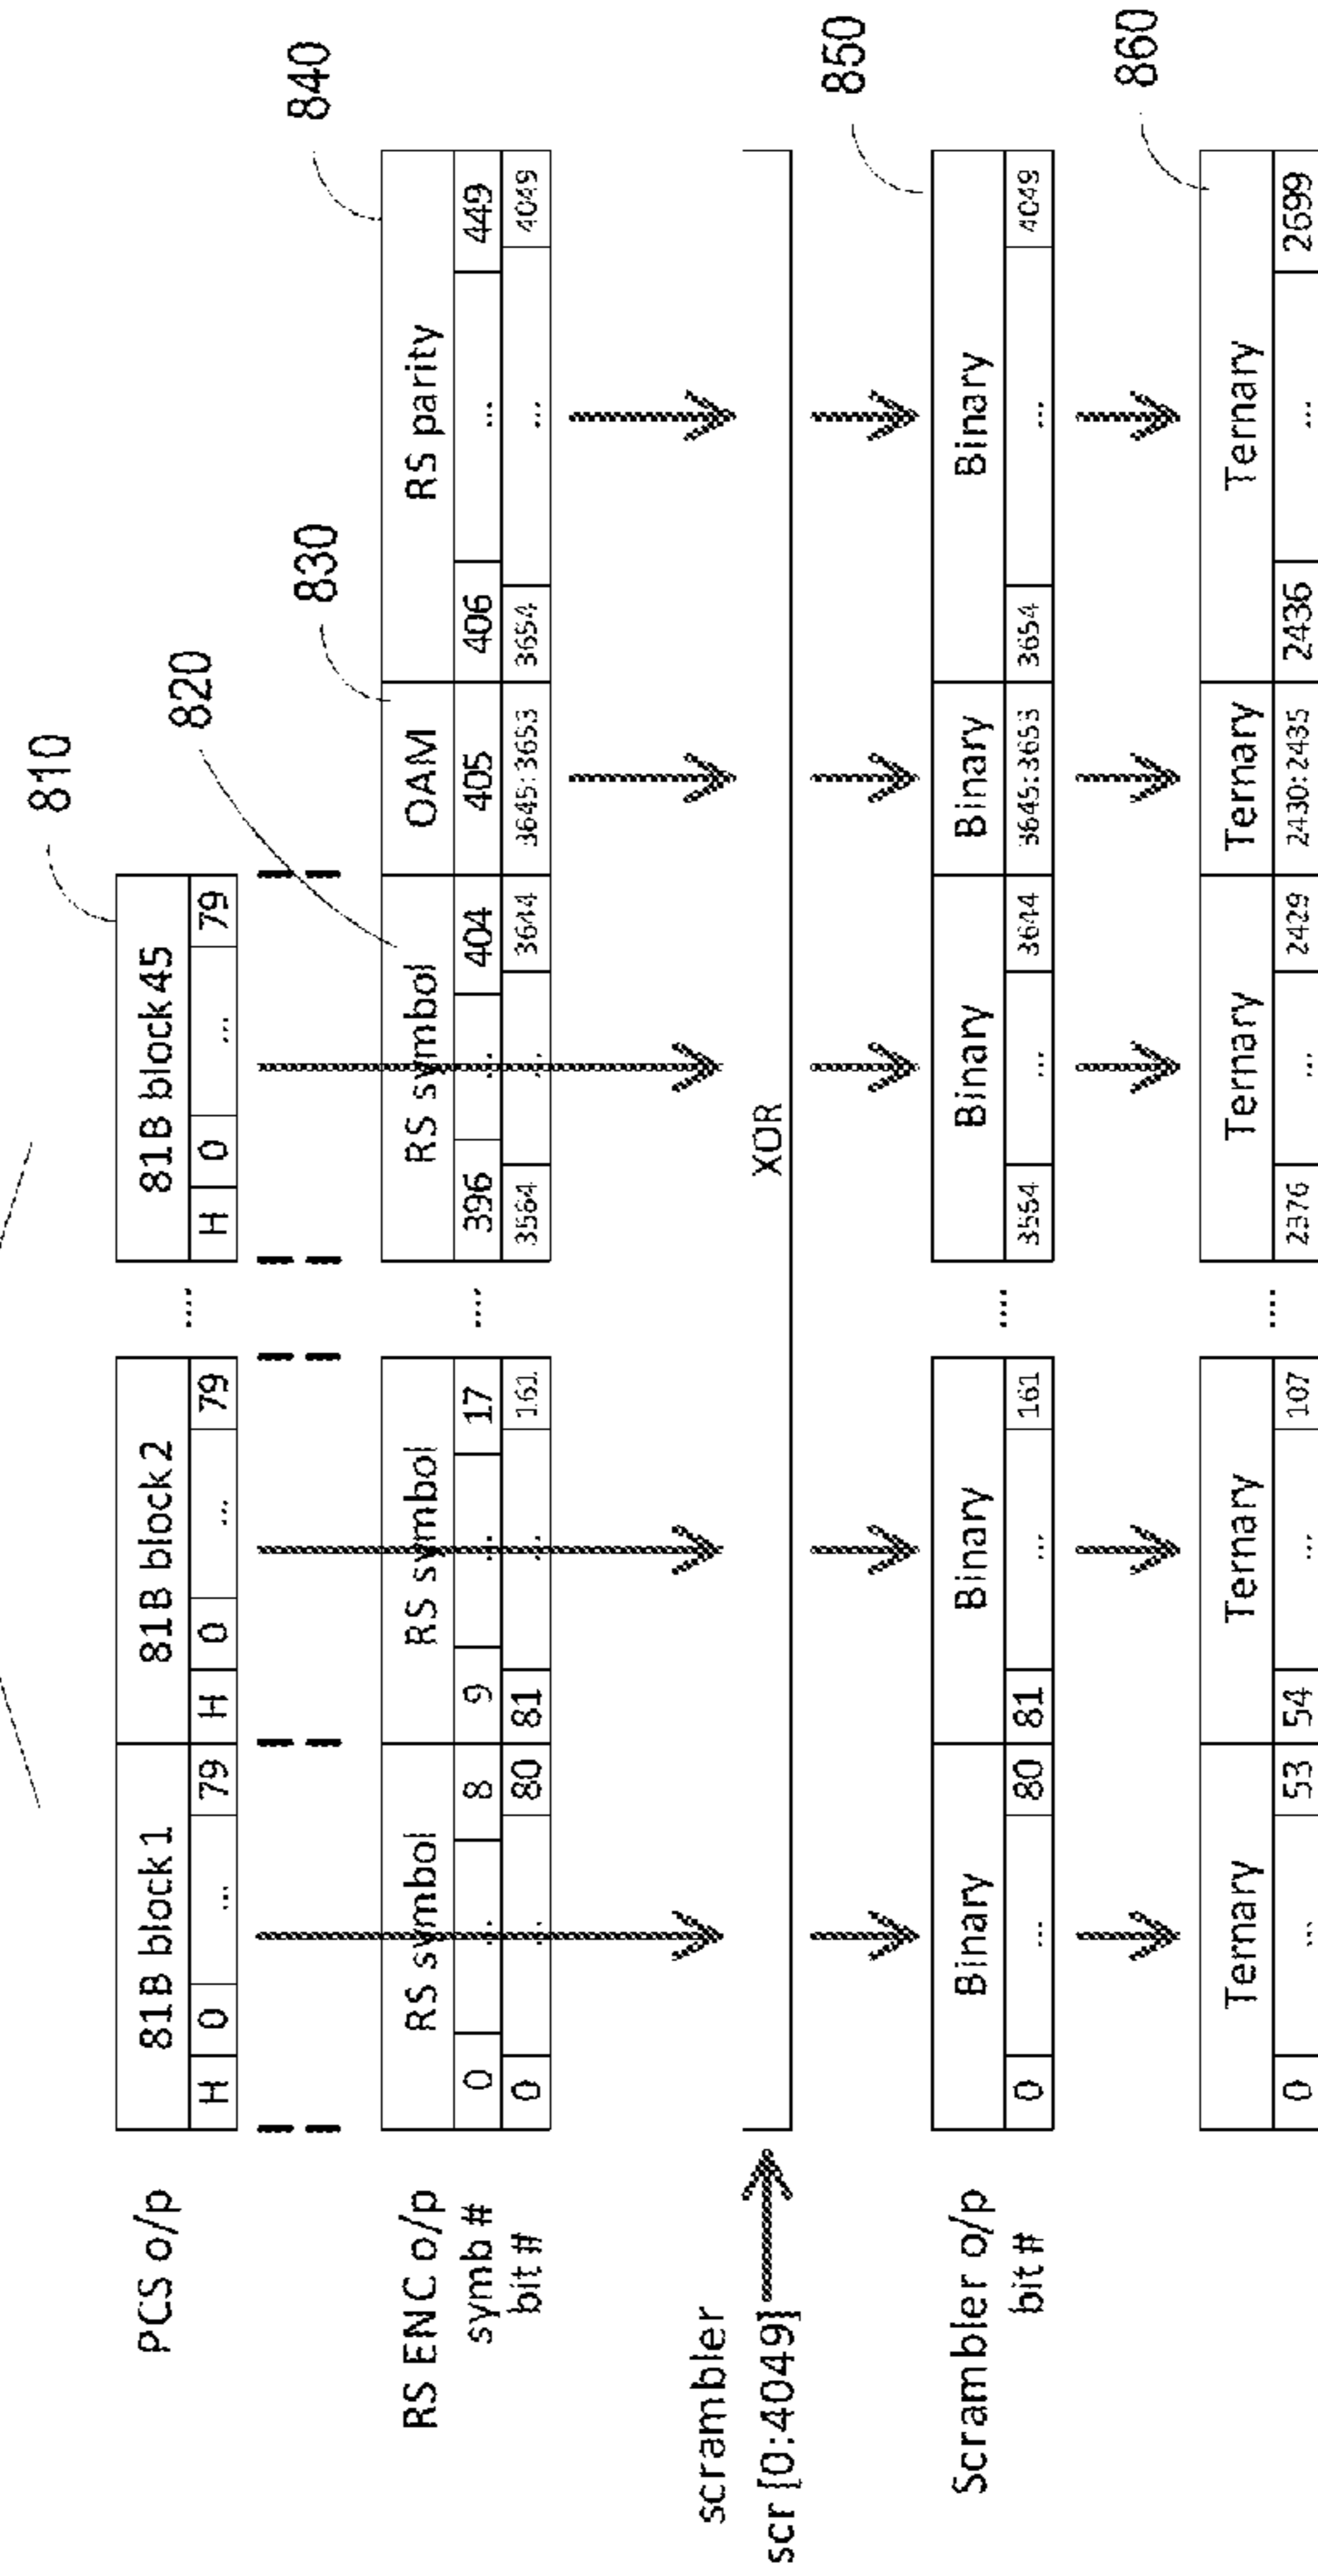 810
PCS o/p
81B block 1
81B block 2
....
81B block 45
H 0 ... 79
H 0 ... 79
H 0 ... 79
820
830
840
RS ENC o/p
RS symbol
RS symbol
....
RS symbol
OAM
RS parity
symb #
0 ... 8
9 ... 17
396 ... 404
405
406 ... 449
bit #
0 ... 80
81 ... 161
3564 ... 3644
3645:3653
3654 ... 4049
scrambler
scr [0:4049]
XOR
850
Scrambler o/p
Binary
Binary
....
Binary
Binary
Binary
bit #
0 ... 80
81 ... 161
3564 ... 3644
3645:3653
3654 ... 4049
860
Ternary
Ternary
....
Ternary
Ternary
Ternary
0 ... 53
54 ... 107
2376 ... 2429
2430:2435
2436 ... 2699